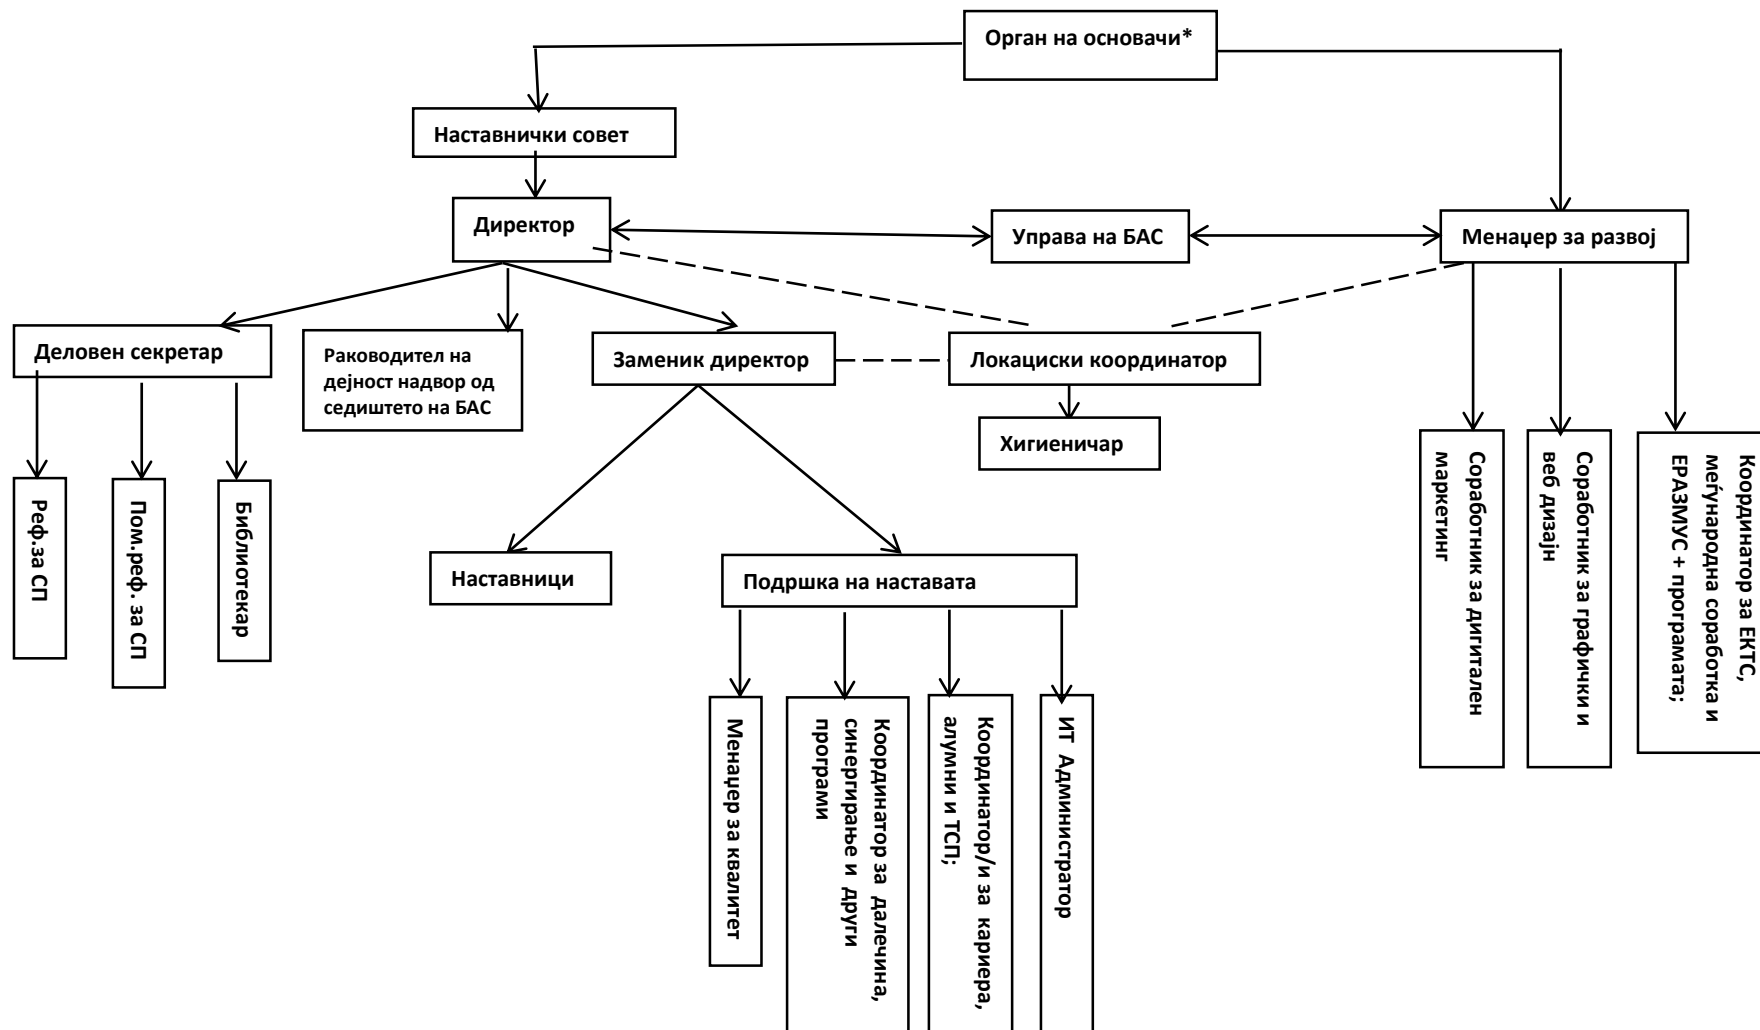 Орган на основачи*
Наставнички совет
Директор
Управа на БАС
Менаџер за развој
Деловен секретар
Раководител на
дејност надвор од
седиштето на БАС
Заменик директор
Локациски координатор
Хигиеничар
Реф.за СП
Пом.реф. за СП
Библиотекар
Наставници
Подршка на наставата
Соработник за дигитален
маркетинг
Соработник за графички и
веб дизајн
Координатор за ЕКТС,
меѓународна соработка и
ЕРАЗМУС + програмата;
Менаџер за квалитет
Координатор за далечина,
синергирање и други
програми
Координатор/и за кариера,
алумни и ТСП;
ИТ Администратор